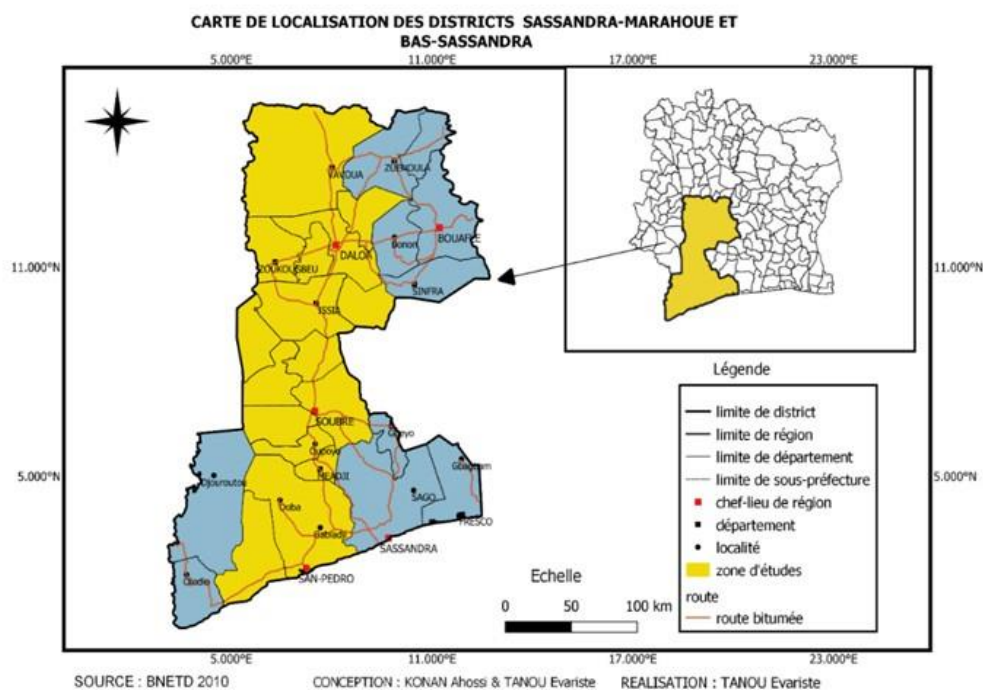 CARTE DE LOCALISATION DES DISTRICTS SASSANDRA-MARAHOUE ET
BAS-SASSANDRA
5.000°E 11.000°E 17.000°E 23.000°E
VAVOUA
ZUENOULA
BOUAFLE
Bonon
DALOA
ZOUKOUGBEU
SINFRA
ISSIA
11.000°N 11.000°N
SOUBRE
Gueyo
Oupoyo
MEADJI
Djouroutou
SAGO
Doba
Gabiadji
FRESCO
SASSANDRA
SAN-PEDRO
5.000°N 5.000°N
Légende
limite de district
limite de région
limite de département
limite de sous-préfecture
chef-lieu de région
département
localité
zone d'études
route
route bitumée
Echelle
0 50 100 km
5.000°E 11.000°E 17.000°E 23.000°E
SOURCE : BNETD 2010 CONCEPTION : KONAN Ahossi & TANOU Evariste REALISATION : TANOU Evariste